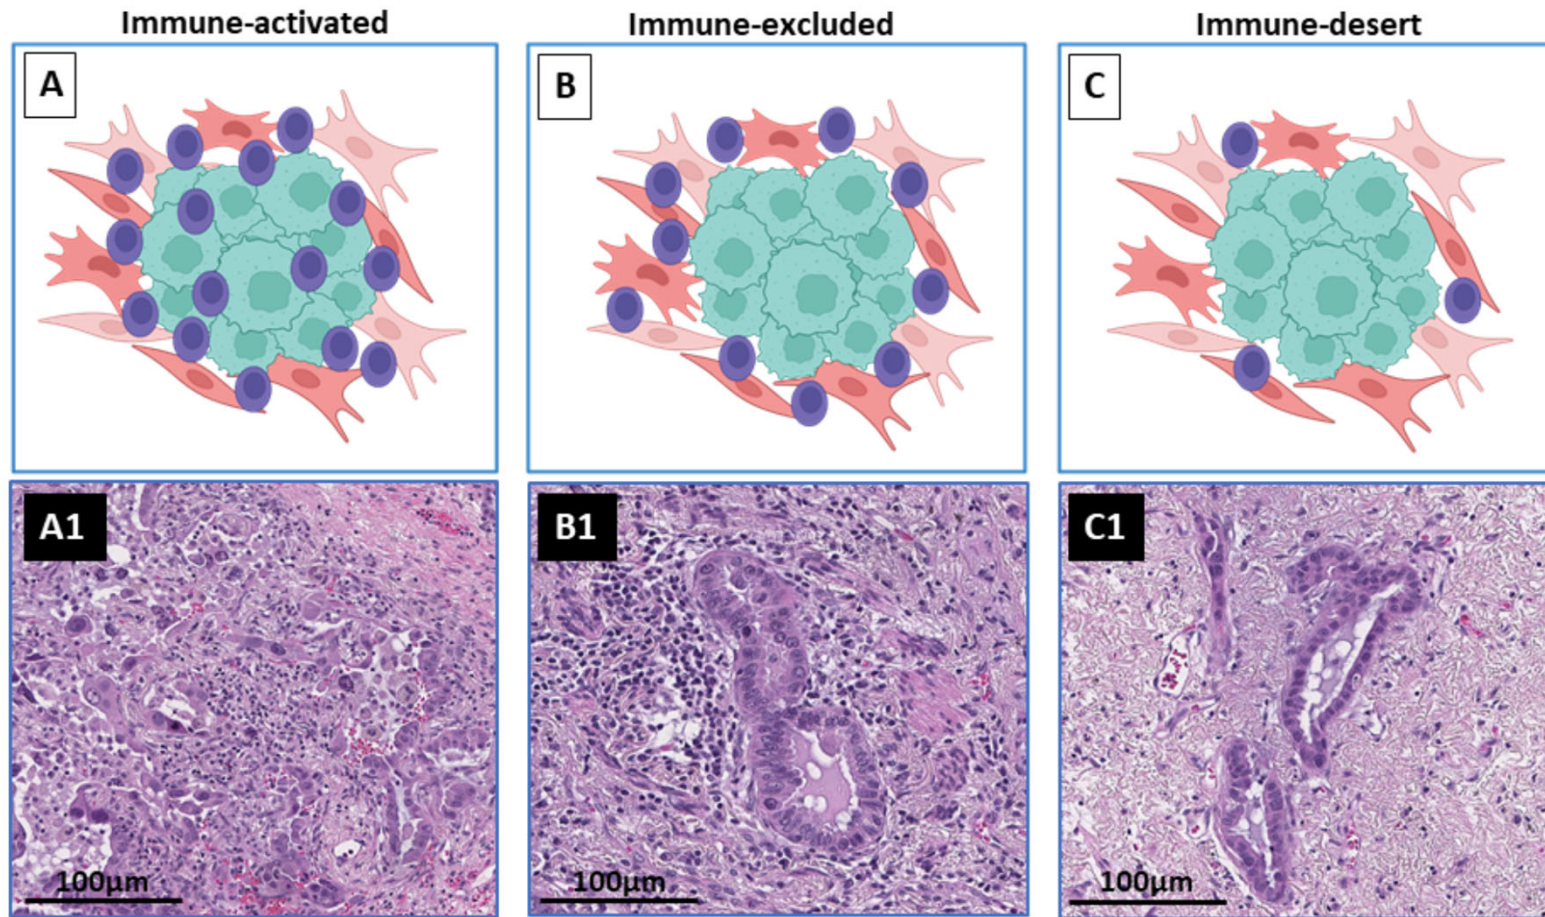 Immune-activated
Immune-excluded
Immune-desert
A
B
C
A1
B1
C1
100µm
100µm
100µm